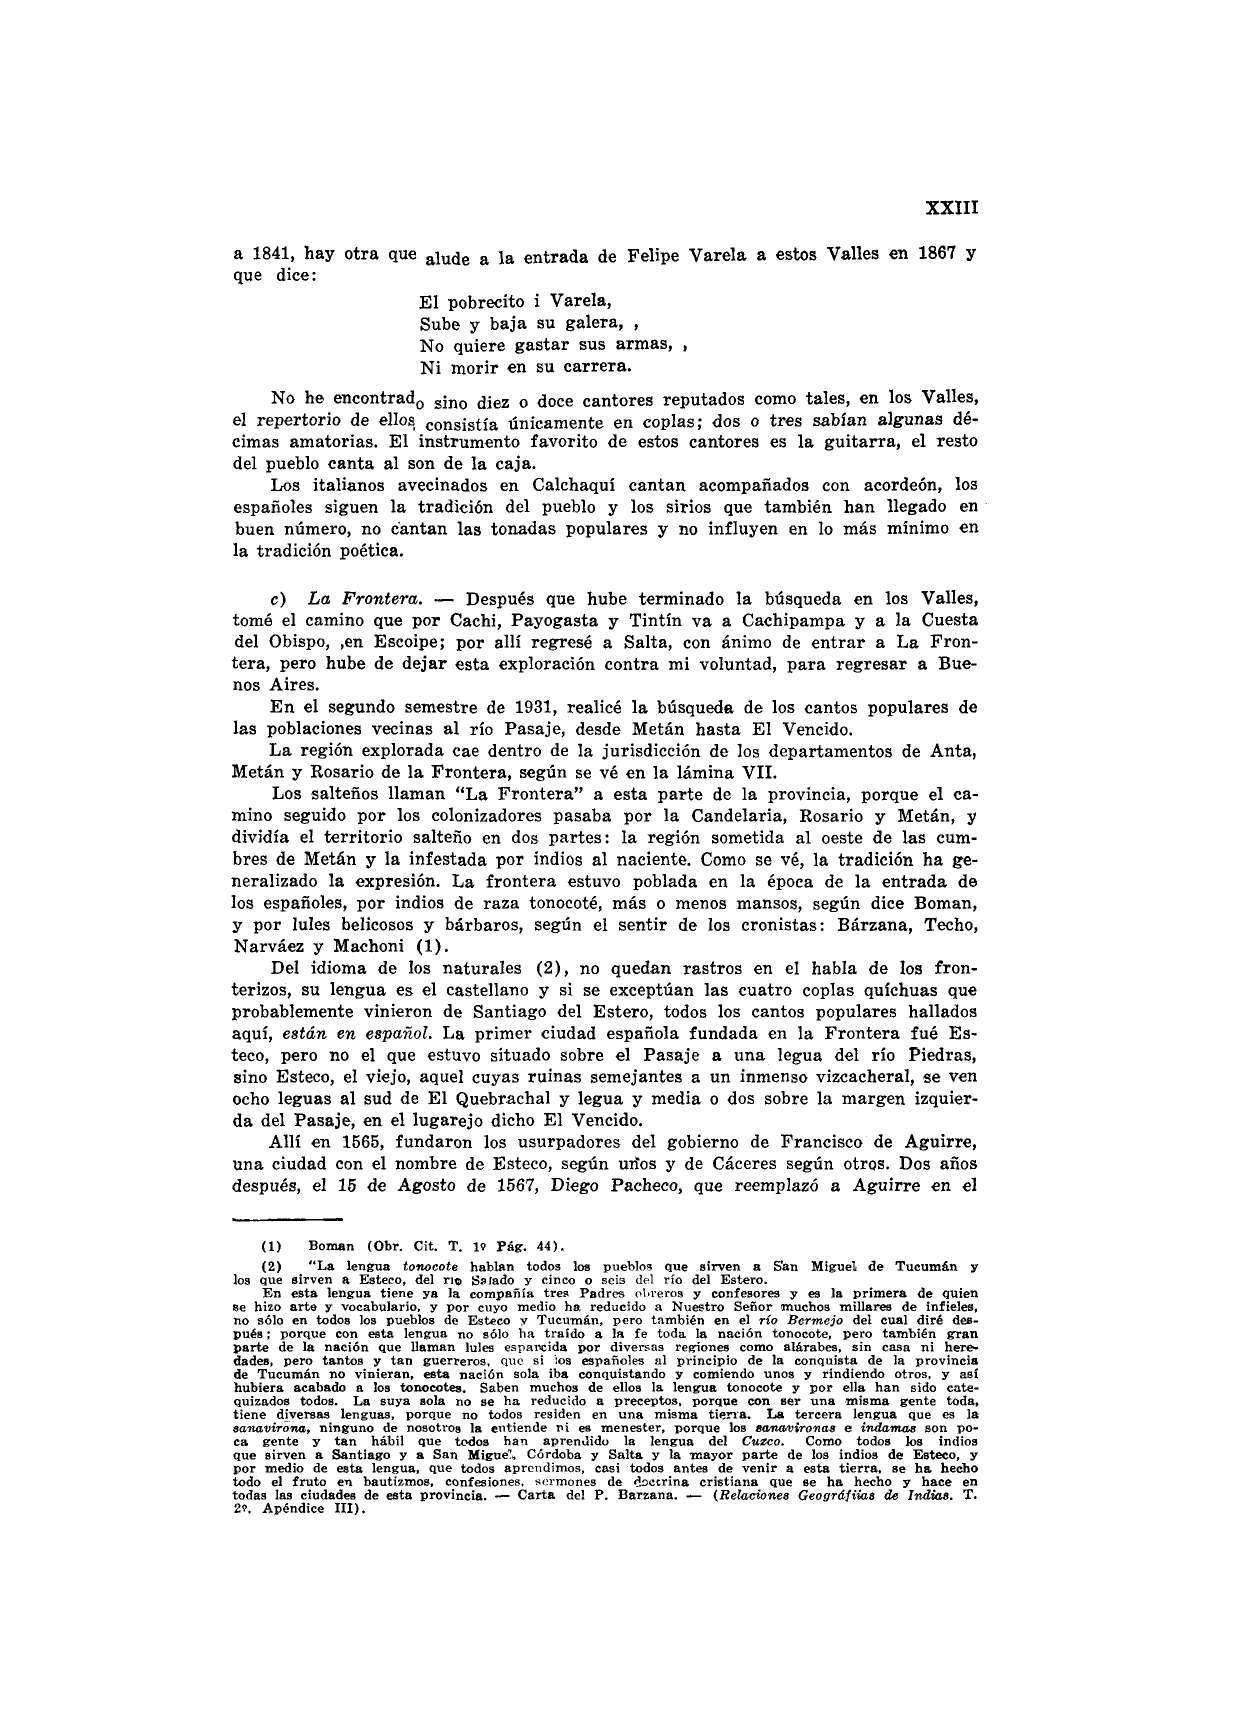 XXIII
a 1841, hay otra que alude a la entrada de Felipe Varela a estos Valles en 1867 y
que dice:
El pobrecito i Varela,
Sube y baja su galera, ,
No quiere gastar sus armas, ,
Ni morir en su carrera.
No he encontrado sino diez o doce cantores reputados como tales, en los Valles,
el repertorio de ellos consistía únicamente en coplas; dos o tres sabían algunas dé-
cimas amatorias. El instrumento favorito de estos cantores es la guitarra, el resto
del pueblo canta al son de la caja.
Los italianos avecinados en Calchaquí cantan acompañados con acordeón, los
españoles siguen la tradición del pueblo y los sirios que también han llegado en
buen número, no cantan las tonadas populares y no influyen en lo más mínimo en
la tradición poética.
c) La Frontera. — Después que hube terminado la búsqueda en los Valles,
tomé el camino que por Cachi, Payogasta y Tintín va a Cachipampa y a la Cuesta
del Obispo, ,en Escoipe; por allí regresé a Salta, con ánimo de entrar a La Fron-
tera, pero hube de dejar esta exploración contra mi voluntad, para regresar a Bue-
nos Aires.
En el segundo semestre de 1931, realicé la búsqueda de los cantos populares de
las poblaciones vecinas al río Pasaje, desde Metán hasta El Vencido.
La región explorada cae dentro de la jurisdicción de los departamentos de Anta,
Metán y Rosario de la Frontera, según se vé en la lámina VII.
Los salteños llaman “La Frontera” a esta parte de la provincia, porque el ca-
mino seguido por los colonizadores pasaba por la Candelaria, Rosario y Metán, y
dividía el territorio salteño en dos partes: la región sometida al oeste de las cum-
bres de Metán y la infestada por indios al naciente. Como se vé, la tradición ha ge-
neralizado la expresión. La frontera estuvo poblada en la época de la entrada de
los españoles, por indios de raza tonocoté, más o menos mansos, según dice Boman,
y por lules belicosos y bárbaros, según el sentir de los cronistas: Bárzana, Techo,
Narváez y Machoni (1).
Del idioma de los naturales (2), no quedan rastros en el habla de los fron-
terizos, su lengua es el castellano y si se exceptúan las cuatro coplas quíchuas que
probablemente vinieron de Santiago del Estero, todos los cantos populares hallados
aquí, están en español. La primer ciudad española fundada en la Frontera fué Es-
teco, pero no el que estuvo situado sobre el Pasaje a una legua del río Piedras,
sino Esteco, el viejo, aquel cuyas ruinas semejantes a un inmenso vizcacheral, se ven
ocho leguas al sud de El Quebrachal y legua y media o dos sobre la margen izquier-
da del Pasaje, en el lugarejo dicho El Vencido.
Allí en 1565, fundaron los usurpadores del gobierno de Francisco de Aguirre,
una ciudad con el nombre de Esteco, según unos y de Cáceres según otros. Dos años
después, el 15 de Agosto de 1567, Diego Pacheco, que reemplazó a Aguirre en el
(1) Boman (Obr. Cit. T. 1º Pág. 44).
(2) “La lengua tonocote hablan todos los pueblos que sirven a San Miguel de Tucumán y
los que sirven a Esteco, del río Salado y cinco o seis del río del Estero.
En esta lengua tiene ya la compañía tres Padres obreros y confesores y es la primera de quien
se hizo arte y vocabulario, y por cuyo medio ha reducido a Nuestro Señor muchos millares de infieles,
no sólo en todos los pueblos de Esteco y Tucumán, pero también en el río Bermejo del cual diré des-
pués; porque con esta lengua no sólo ha traído a la fe toda la nación tonocote, pero también gran
parte de la nación que llaman lules esparcida por diversas regiones como alárabes, sin casa ni here-
dades, pero tantos y tan guerreros, que si los españoles al principio de la conquista de la provincia
de Tucumán no vinieran, esta nación sola iba conquistando y comiendo unos y rindiendo otros, y así
hubiera acabado a los tonocotes. Saben muchos de ellos la lengua tonocote y por ella han sido cate-
quizados todos. La suya sola no se ha reducido a preceptos, porque con ser una misma gente toda,
tiene diversas lenguas, porque no todos residen en una misma tierra. La tercera lengua que es la
sanavirona, ninguno de nosotros la entiende ni es menester, porque los sanavironas e indamas son po-
ca gente y tan hábil que todos han aprendido la lengua del Cuzco. Como todos los indios
que sirven a Santiago y a San Miguel, Córdoba y Salta y la mayor parte de los indios de Esteco, y
por medio de esta lengua, que todos aprendimos, casi todos antes de venir a esta tierra, se ha hecho
todo el fruto en bautizmos, confesiones, sermones de doctrina cristiana que se ha hecho y hace en
todas las ciudades de esta provincia. — Carta del P. Barzana. — (Relaciones Geográfiias de Indias. T.
2º. Apéndice III).